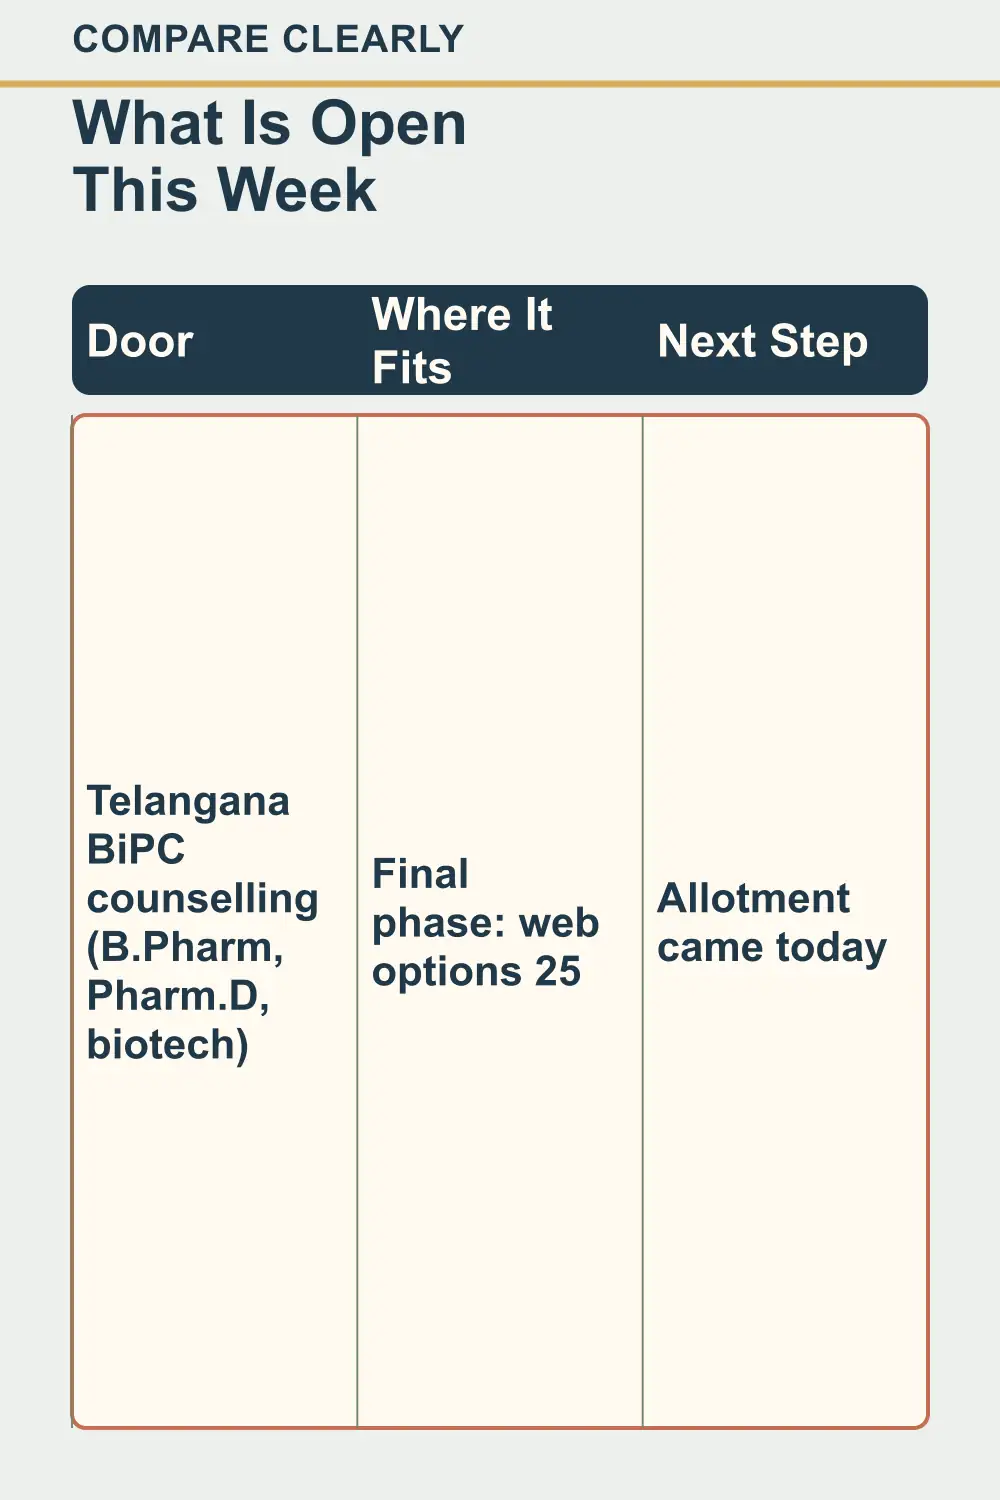 COMPARE CLEARLY
What Is Open
This Week
Door
Where It
Fits
Next Step
Telangana
BiPC
counselling
(B.Pharm,
Pharm.D,
biotech)
Final
phase: web
options 25
Allotment
came today